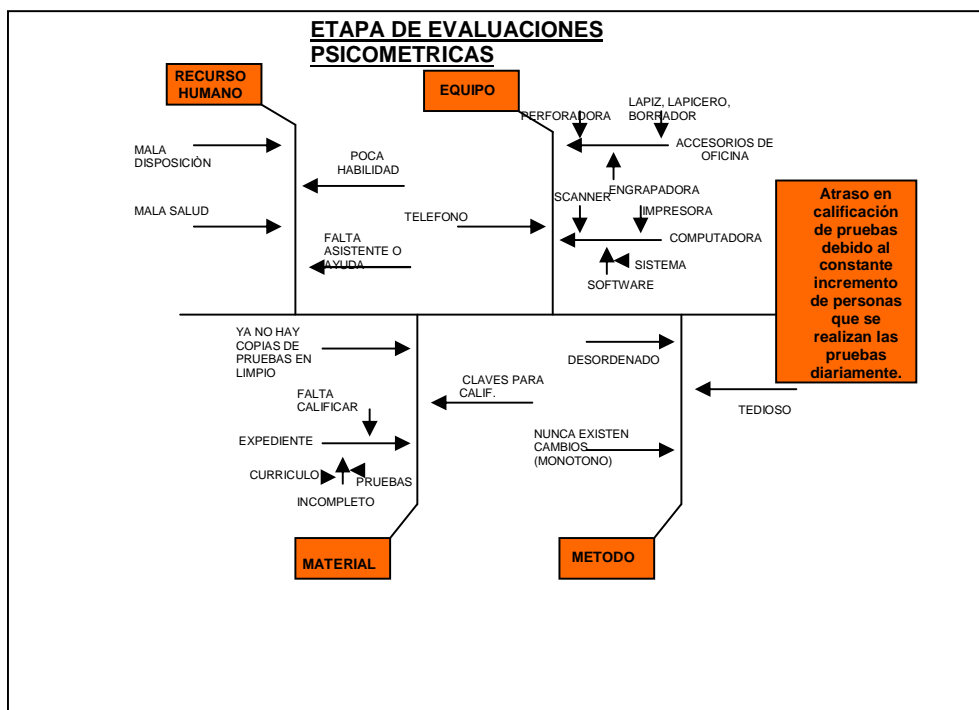 ETAPA DE EVALUACIONES
PSICOMETRICAS
RECURSO
HUMANO
EQUIPO
PERFORADORA
LAPIZ, LAPICERO,
BORRADOR
MALA
DISPOSICIÒN
POCA
HABILIDAD
ACCESORIOS DE
OFICINA
ENGRAPADORA
SCANNER
IMPRESORA
MALA SALUD
TELEFONO
FALTA
ASISTENTE O
AYUDA
COMPUTADORA
SISTEMA
SOFTWARE
Atraso en
calificación
de pruebas
debido al
constante
incremento
de personas
que se
realizan las
pruebas
diariamente.
YA NO HAY
COPIAS DE
PRUEBAS EN
LIMPIO
DESORDENADO
CLAVES PARA
CALIF.
FALTA
CALIFICAR
TEDIOSO
EXPEDIENTE
NUNCA EXISTEN
CAMBIOS
(MONOTONO)
CURRICULO
PRUEBAS
INCOMPLETO
MATERIAL
METODO